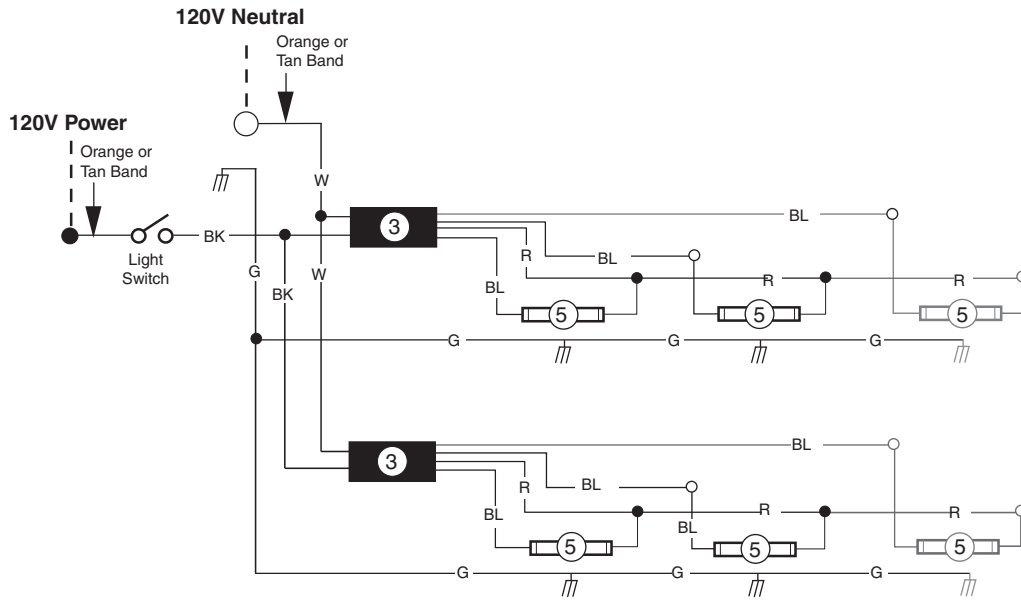 120V Neutral
Orange or
Tan Band
120V Power
Orange or
Tan Band
W
BL
3
BK
R
BL
Light
Switch
G
W
R
R
BK
BL
5
5
5
G
G
G
BL
3
R
BL
BL
BL
R
R
5
5
5
G
G
G